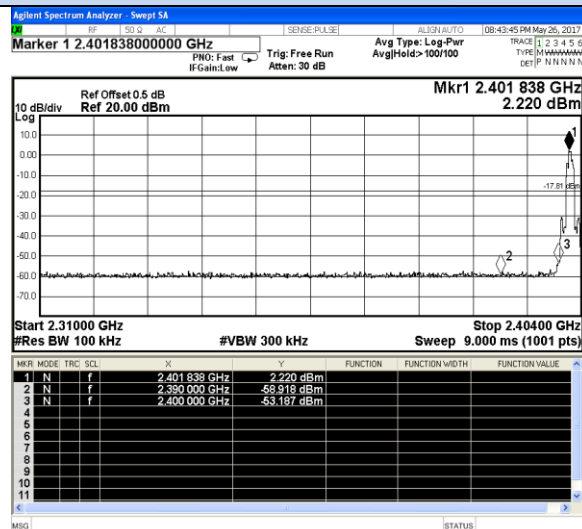 Agilent Spectrum Analyzer - Swept SA
RF 50 Ω AC SENSE:PULSE ALIGN AUTO 08:43:45 PM May 26, 2017
Marker 1 2.401838000000 GHz
PNO: Fast
IFGain:Low
Trig: Free Run
Atten: 30 dB
Avg Type: Log-Pwr
Avg|Hold:> 100/100
TRACE 1 2 3 4 5 6
TYPE M
DET P N N N N N
Ref Offset 0.5 dB
10 dB/div Ref 20.00 dBm
Log
Mkr1 2.401 838 GHz
2.220 dBm
10.0
0.00
-10.0
-20.0
-30.0
-40.0
-50.0
-60.0
-70.0
1
-17.81 dBm
2
3
Start 2.31000 GHz Stop 2.40400 GHz
#Res BW 100 kHz #VBW 300 kHz Sweep 9.000 ms (1001 pts)
MKR MODE TRC SCL X Y FUNCTION FUNCTION WIDTH FUNCTION VALUE
1 N f 2.401 838 GHz 2.220 dBm
2 N f 2.390 000 GHz -58.918 dBm
3 N f 2.400 000 GHz -53.187 dBm
4
5
6
7
8
9
10
11
MSG STATUS